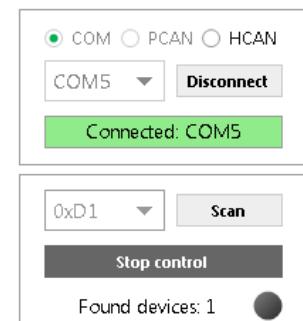 COM PCAN HCAN
COM5 Disconnect
Connected: COM5
0xD1 Scan
Stop control
Found devices: 1